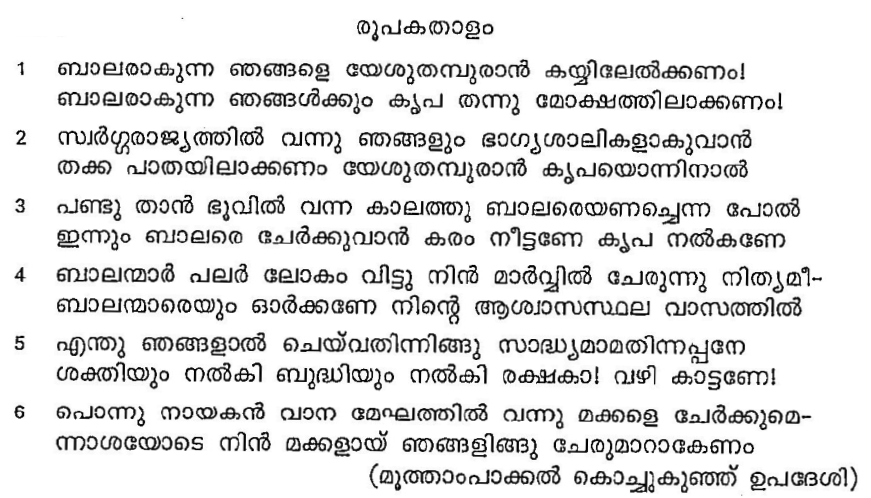 രൂപകതാളം
1 ബാലരാകുന്ന ഞങ്ങളെ യേശുതമ്പുരാൻ കയ്യിലേൽക്കണം!
ബാലരാകുന്ന ഞങ്ങൾക്കും കൃപ തന്നു മോക്ഷത്തിലാക്കണം!
2 സ്വർഗ്ഗരാജ്യത്തിൽ വന്നു ഞങ്ങളും ഭാഗ്യശാലികളാകുവാൻ
തക്ക പാതയിലാക്കണം യേശുതമ്പുരാൻ കൃപയൊന്നിനാൽ
3 പണ്ടു താൻ ഭൂവിൽ വന്ന കാലത്തു ബാലരെയണച്ചെന്ന പോൽ
ഇന്നും ബാലരെ ചേർക്കുവാൻ കരം നീട്ടണേ കൃപ നൽകണേ
4 ബാലന്മാർ പലർ ലോകം വിട്ടു നിൻ മാർവ്വിൽ ചേരുന്നു നിത്യമീ-
ബാലന്മാരെയും ഓർക്കണേ നിന്റെ ആശ്വാസസ്ഥല വാസത്തിൽ
5 എന്തു ഞങ്ങളാൽ ചെയ്‌വതിന്നിങ്ങു സാദ്ധ്യമാമതിന്നപ്പനേ
ശക്തിയും നൽകി ബുദ്ധിയും നൽകി രക്ഷകാ! വഴി കാട്ടണേ!
6 പൊന്നു നായകൻ വാന മേഘത്തിൽ വന്നു മക്കളെ ചേർക്കുമെ-
ന്നാശയോടെ നിൻ മക്കളായ് ഞങ്ങളിങ്ങു ചേരുമാറാകേണം
(മൂത്താംപാക്കൽ കൊച്ചുകുഞ്ഞ് ഉപദേശി)